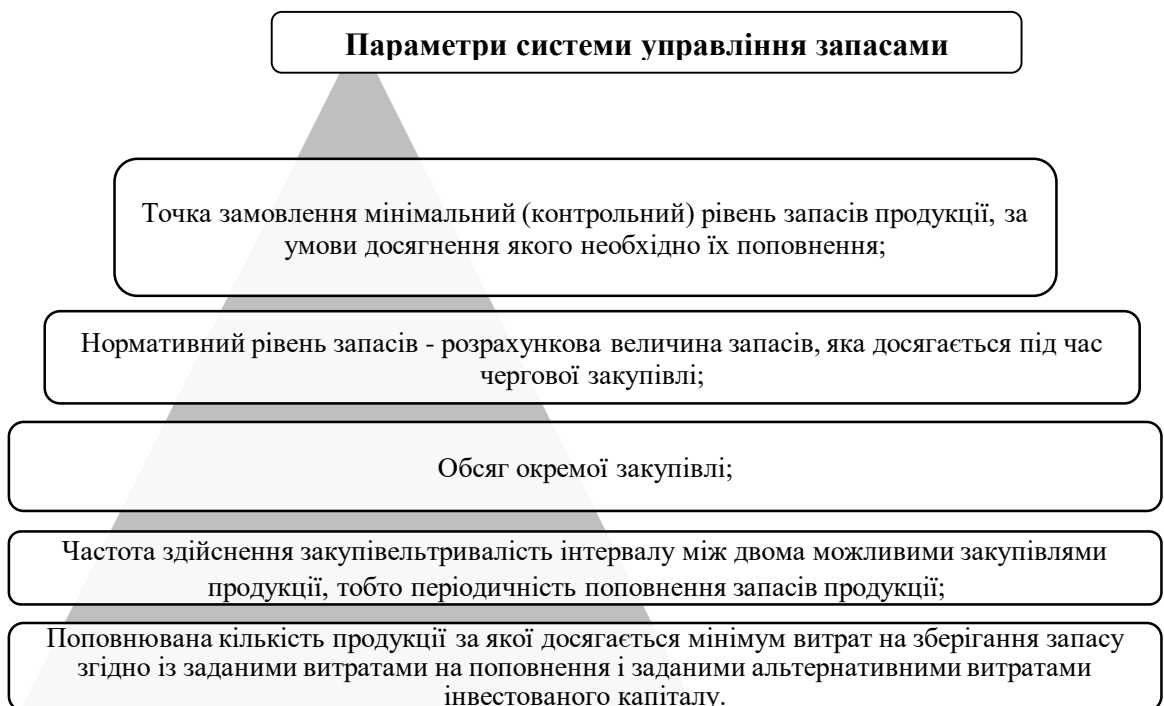 Параметри системи управління запасами
Точка замовлення мінімальний (контрольний) рівень запасів продукції, за
умови досягнення якого необхідно їх поповнення;
Нормативний рівень запасів - розрахункова величина запасів, яка досягається під час
чергової закупівлі;
Обсяг окремої закупівлі;
Частота здійснення закупівельтривалість інтервалу між двома можливими закупівлями
продукції, тобто періодичність поповнення запасів продукції;
Поповнювана кількість продукції за якої досягається мінімум витрат на зберігання запасу
згідно із заданими витратами на поповнення і заданими альтернативними витратами
інвестованого капіталу.